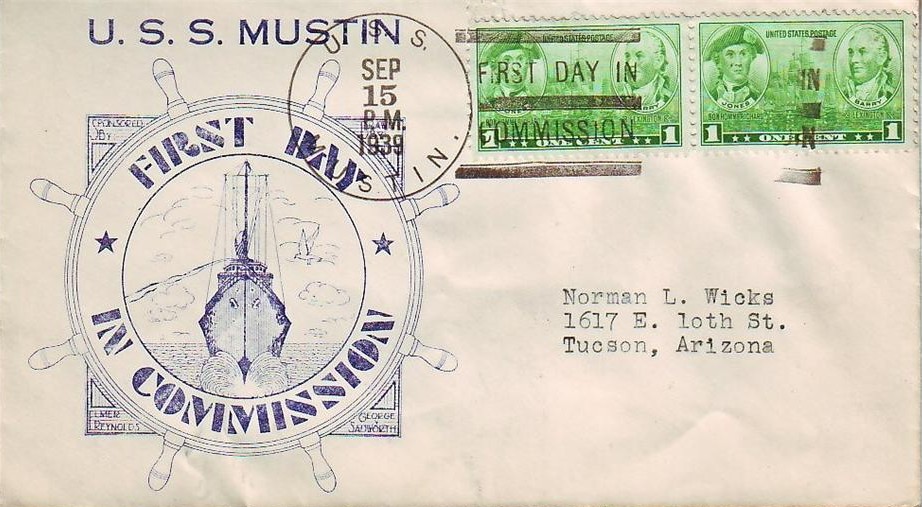 U. S. S. MUSTIN
U. S. S.
SEP
15
P.M.
1939
MUSTIN.
FIRST DAY IN
COMMISSION
IN
IN
UNITED STATES POSTAGE
JONES
BARRY
1 ONE CENT 1
UNITED STATES POSTAGE
JONES
BARRY
BON HOMME RICHARD
LEXINGTON
1 ONE CENT 1
SPONSORED
BY
FIRST DAY
IN COMMISSION
ELMER
REYNOLDS
GEORGE
SADWORTH
Norman L. Wicks
1617 E. 1oth St.
Tucson, Arizona